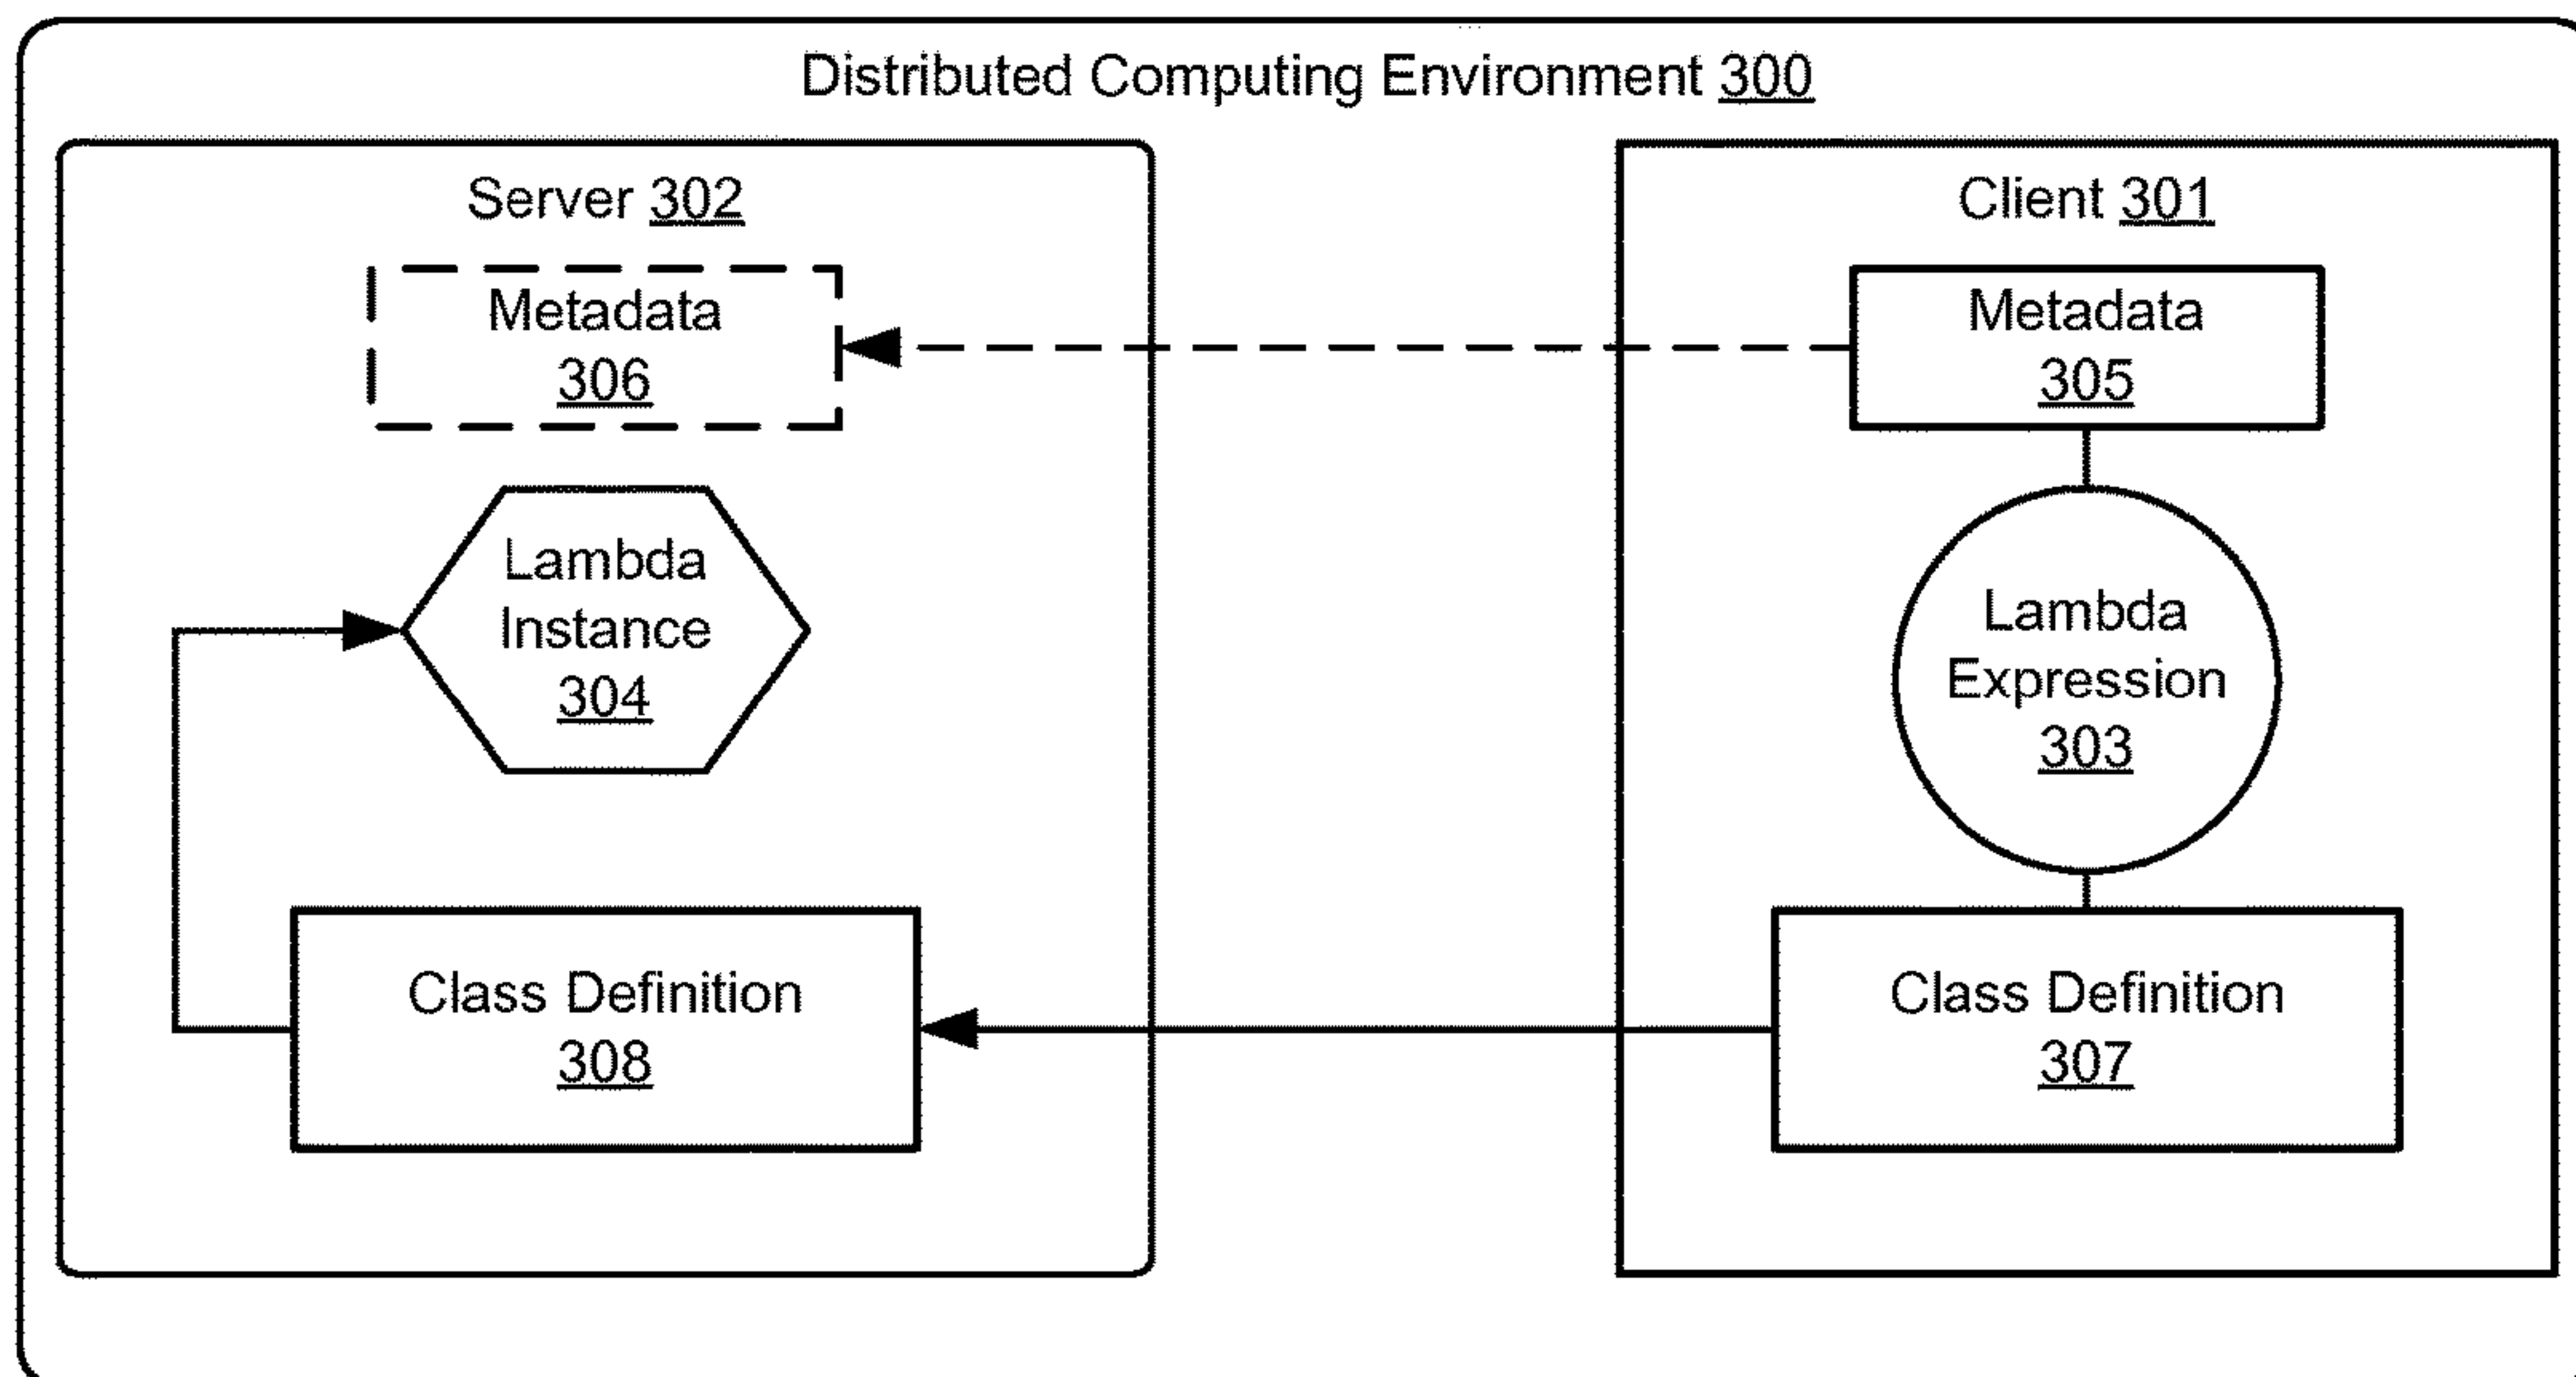 Distributed Computing Environment 300
Server 302
Metadata
306
Lambda
Instance
304
Class Definition
308
Client 301
Metadata
305
Lambda
Expression
303
Class Definition
307